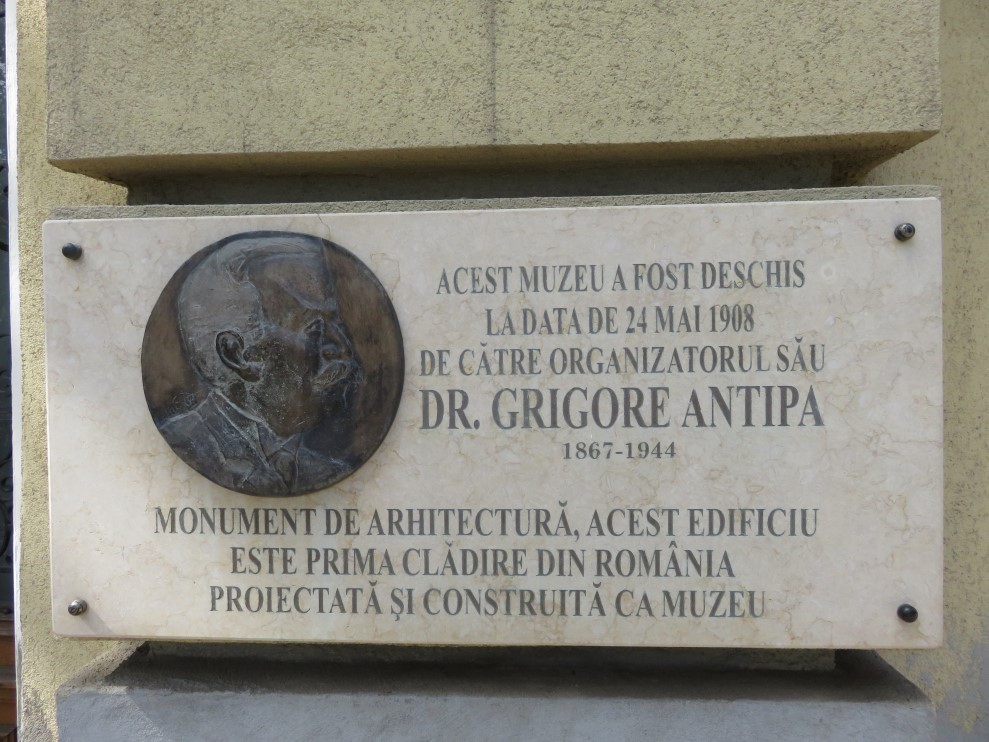 ACEST MUZEU A FOST DESCHIS
LA DATA DE 24 MAI 1908
DE CĂTRE ORGANIZATORUL SĂU
DR. GRIGORE ANTIPA
1867-1944
MONUMENT DE ARHITECTURĂ, ACEST EDIFICIU
ESTE PRIMA CLĂDIRE DIN ROMÂNIA
PROIECTATĂ ŞI CONSTRUITĂ CA MUZEU